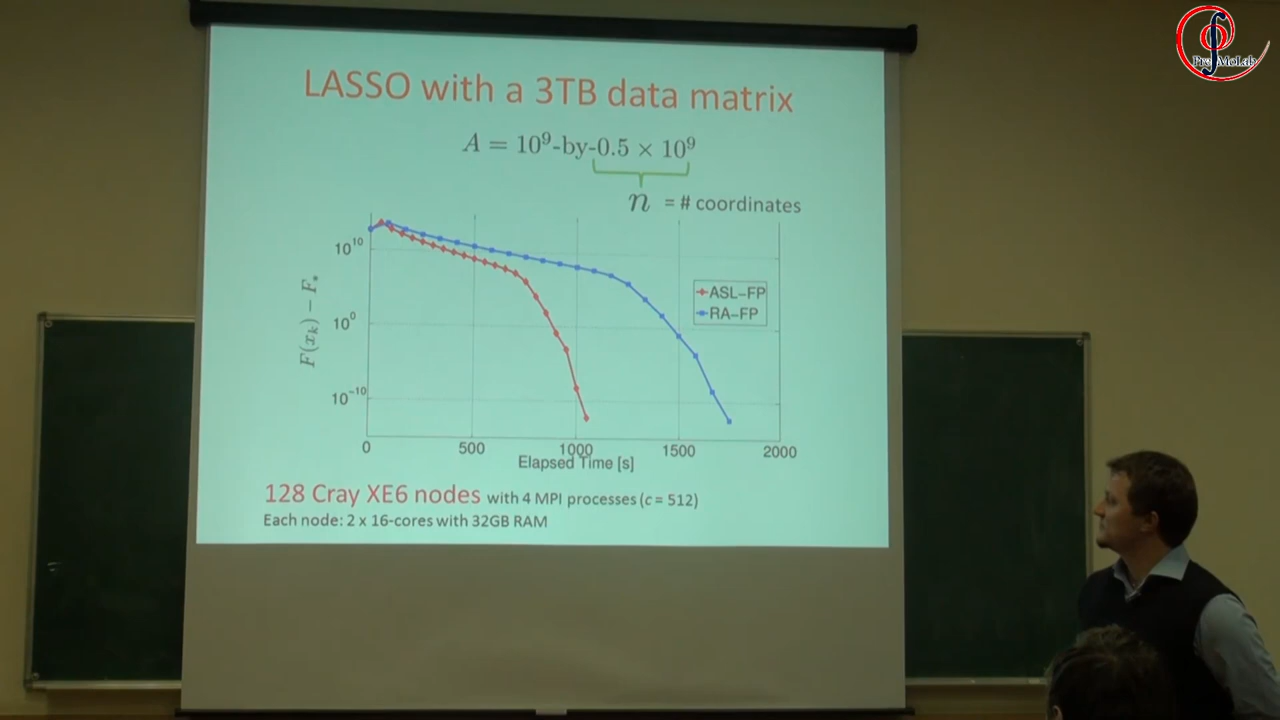 LASSO with a 3TB data matrix
A = 10⁹-by-0.5 × 10⁹
n = # coordinates
10¹⁰
10⁰
10⁻¹⁰
F(xₖ) − F*
ASL-FP
RA-FP
0 500 1000 1500 2000
Elapsed Time [s]
128 Cray XE6 nodes with 4 MPI processes (c = 512)
Each node: 2 x 16-cores with 32GB RAM